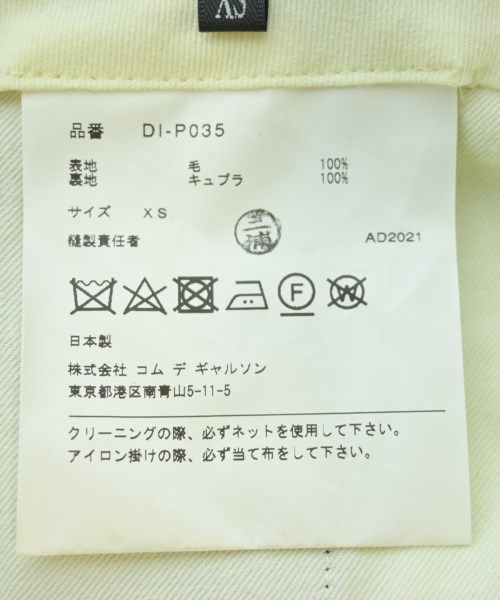 XS
品番 DI-P035
表地 毛 100%
裏地 キュプラ 100%
サイズ XS
縫製責任者 三浦 AD2021
F W
日本製
株式会社 コム デ ギャルソン
東京都港区南青山5-11-5
クリーニングの際、必ずネットを使用して下さい。
アイロン掛けの際、必ず当て布をして下さい。